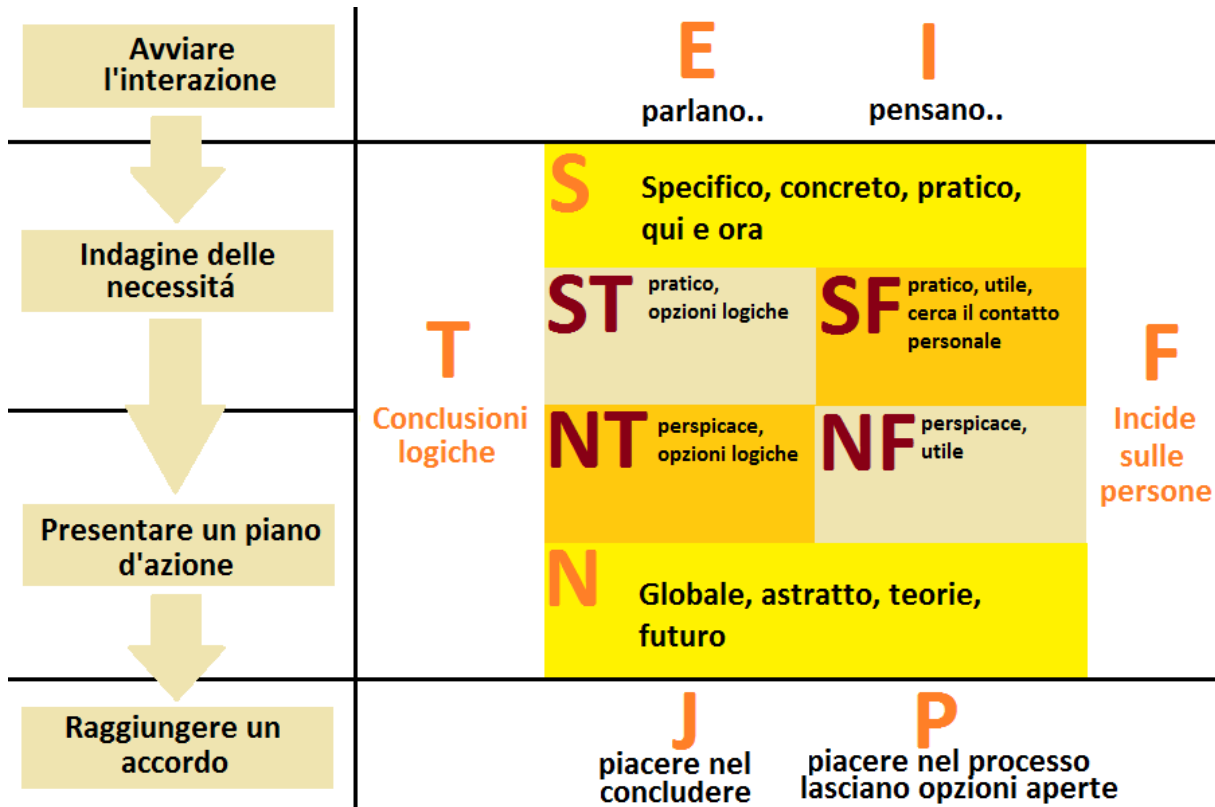 Avviare
l'interazione
E
parlano..
I
pensano..
Indagine delle
necessitá
S
Specifico, concreto, pratico,
qui e ora
ST
pratico,
opzioni logiche
SF
pratico, utile,
cerca il contatto
personale
T
Conclusioni
logiche
F
Incide
sulle
persone
NT
perspicace,
opzioni logiche
NF
perspicace,
utile
Presentare un piano
d'azione
N
Globale, astratto, teorie,
futuro
Raggiungere un
accordo
J
piacere nel
concludere
P
piacere nel processo
lasciano opzioni aperte